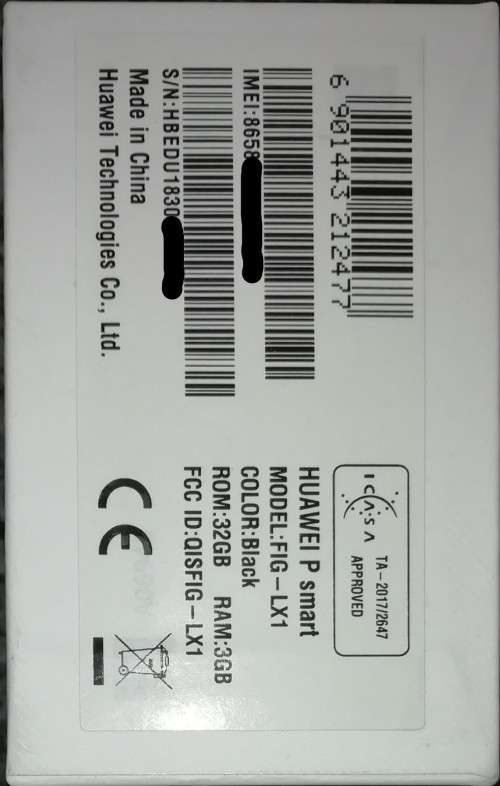 6 901443 212477
IMEI:8658
S/N:HBEDU1830
Made in China
Huawei Technologies Co., Ltd.
ICASA
TA-2017/2647
APPROVED
HUAWEI P smart
MODEL:FIG-LX1
COLOR:Black
ROM:32GB RAM:3GB
FCC ID:QISFIG-LX1
CE